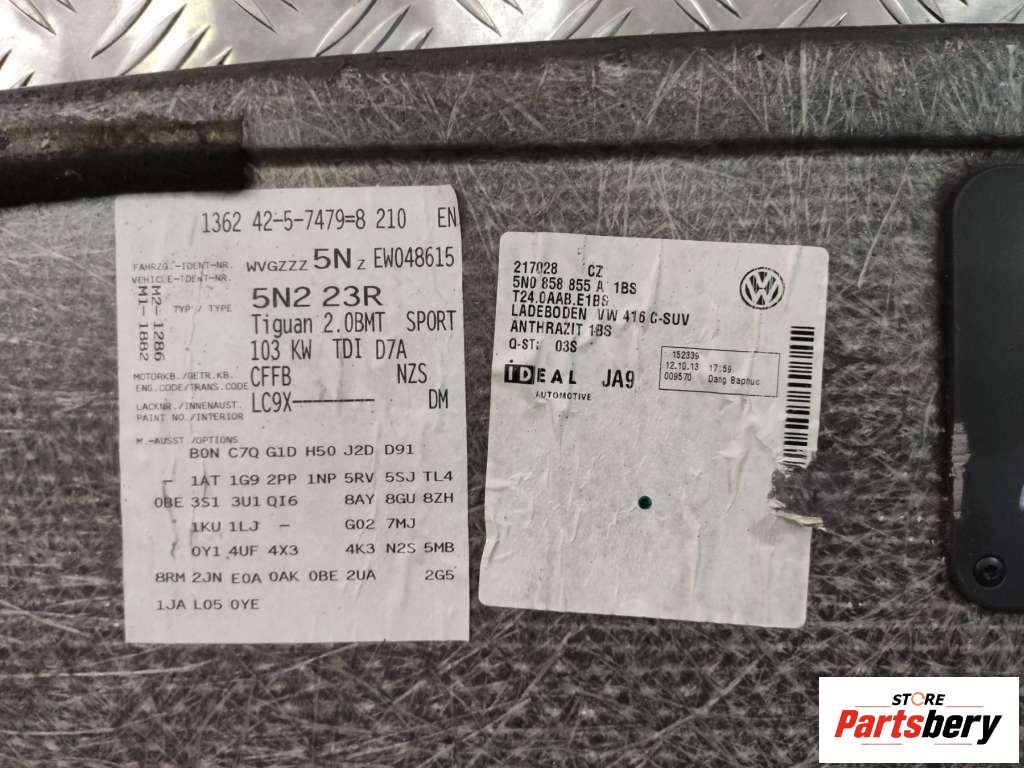 1362 42-5-7479=8 210 EN
FAHRZG.-IDENT-NR.
VEHICLE-IDENT-NR.
WVGZZZ 5N Z EW048615
M2- 1286
M1- 1882
TYP/ TYPE
5N2 23R
Tiguan 2.0BMT SPORT
103 KW TDI D7A
MOTORKB./GETR.KB.
ENG.CODE/TRANS.CODE
CFFB NZS
LACKNR./INNENAUST.
PAINT NO./INTERIOR
LC9X- DM
M.-AUSST./OPTIONS
B0N C7Q G1D H50 J2D D91
1AT 1G9 2PP 1NP 5RV 5SJ TL4
0BE 3S1 3U1 QI6 8AY 8GU 8ZH
1KU 1LJ - G02 7MJ
0Y1 4UF 4X3 4K3 N2S 5MB
8RM 2JN E0A 0AK 0BE 2UA 2G5
1JA L05 0YE
217028 CZ
5N0 858 855 A 1BS
T24.0AAB.E1BS
LADEBODEN VW 416 C-SUV
ANTHRAZIT 1BS
Q-ST: 03S
152339
12.10.13 17:59
009570 Dang Baphuc
iDEAL JA9
AUTOMOTIVE
STORE
Partsbery